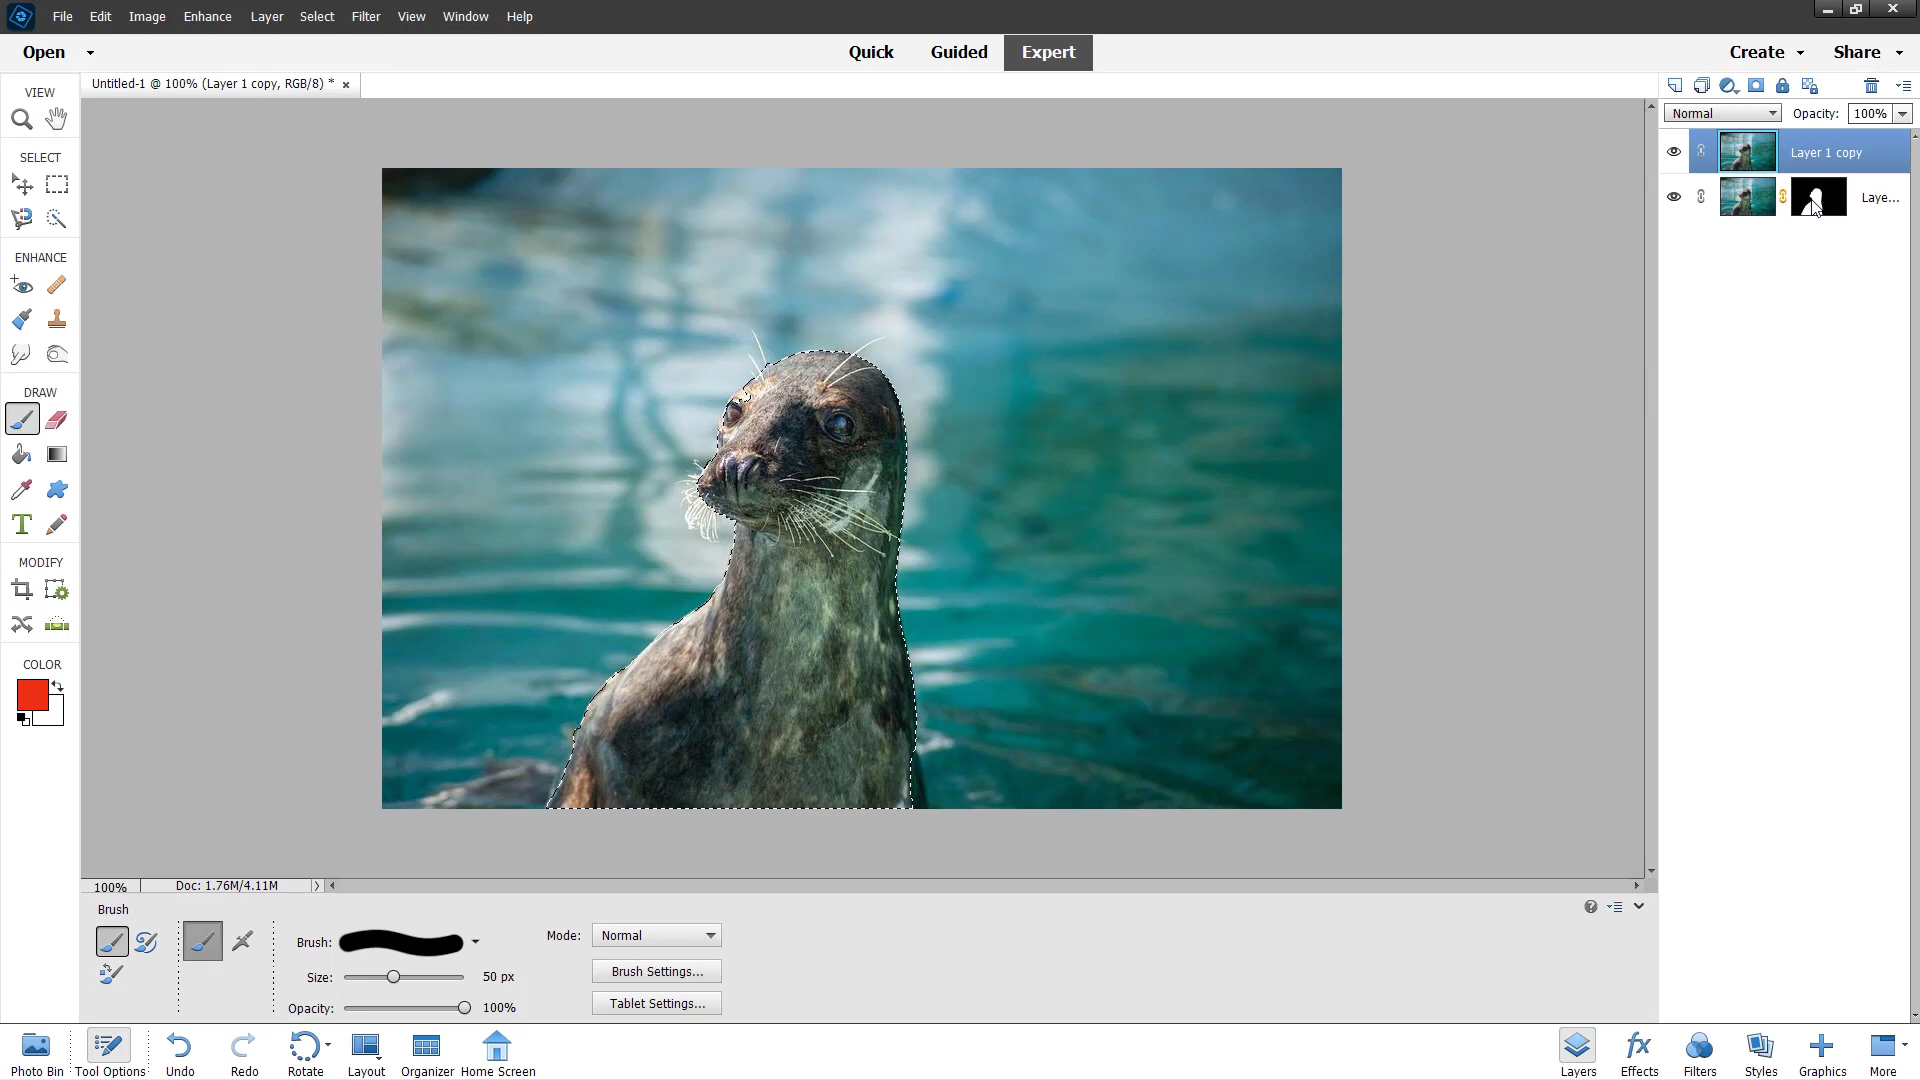 File Edit Image Enhance Layer Select Filter View Window Help
Open Quick Guided Expert Create Share
VIEW
Untitled-1 @ 100% (Layer 1 copy, RGB/8) *
Normal Opacity: 100%
SELECT
Layer 1 copy
Laye...
ENHANCE
DRAW
T
MODIFY
COLOR
100% Doc: 1.76M/4.11M
Brush
Brush: Mode: Normal
Size: 50 px Brush Settings...
Opacity: 100% Tablet Settings...
fx
Photo Bin Tool Options Undo Redo Rotate Layout Organizer Home Screen Layers Effects Filters Styles Graphics More